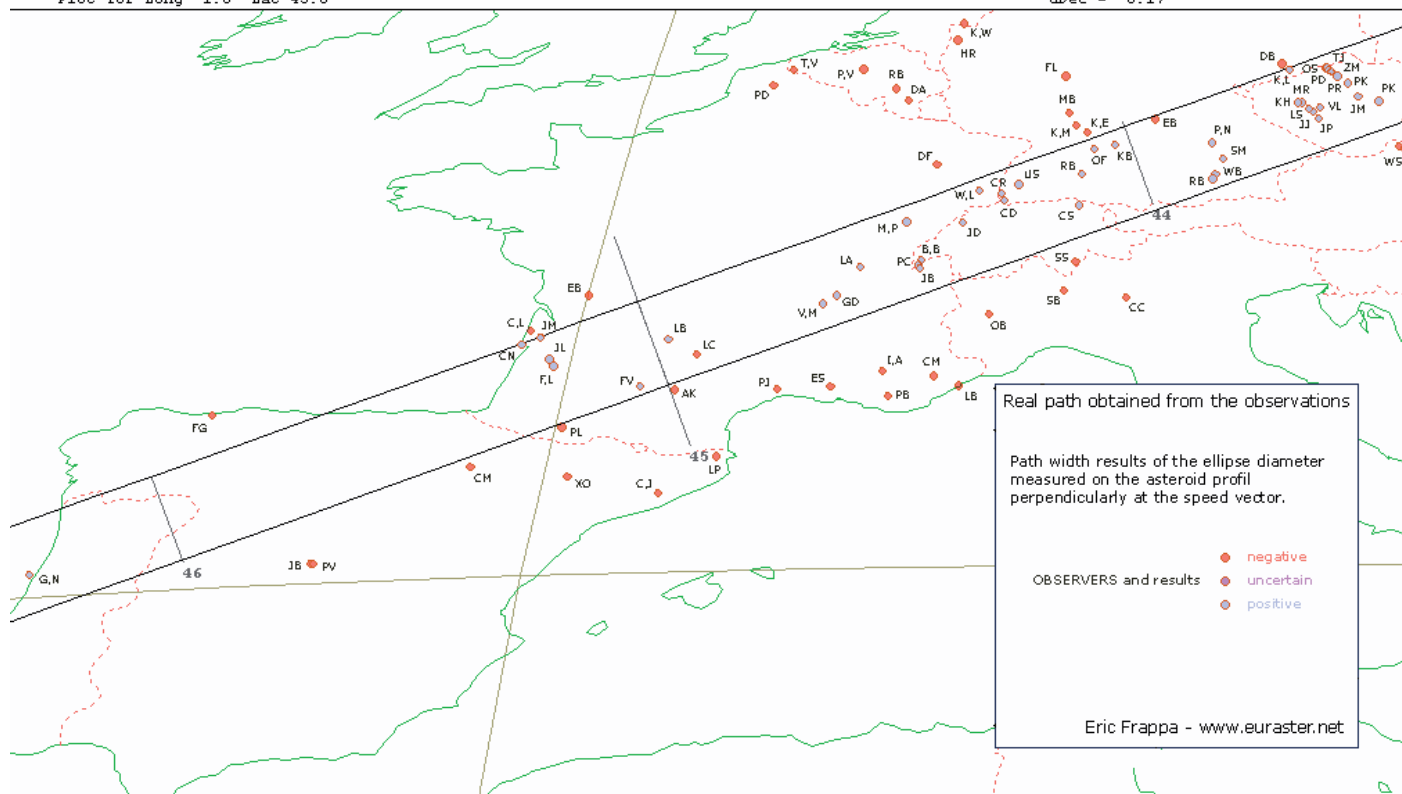 K,W
HR
DB
TJ
T,V
P,V
RB
FL
K,L
OS
ZM
PD
PD
PR
PK
DA
MR
PK
MB
KH
VL
JM
LS
K,M
K,E
EB
JJ
JP
P,N
OF
KB
WS
DF
SM
RB
WB
RB
CR
W,L
CD
CS
44
M,P
JD
B,B
LA
PC
SS
JB
EB
GD
SB
CC
V,M
OB
C,L
JM
LB
CN
JL
LC
F,L
FV
I,A
CM
AK
PJ
ES
PB
LB
Real path obtained from the observations
FG
PL
45
LP
Path width results of the ellipse diameter
measured on the asteroid profil
perpendicularly at the speed vector.
CM
XO
C,J
negative
JB
PV
46
G,N
OBSERVERS and results
uncertain
positive
Eric Frappa - www.euraster.net